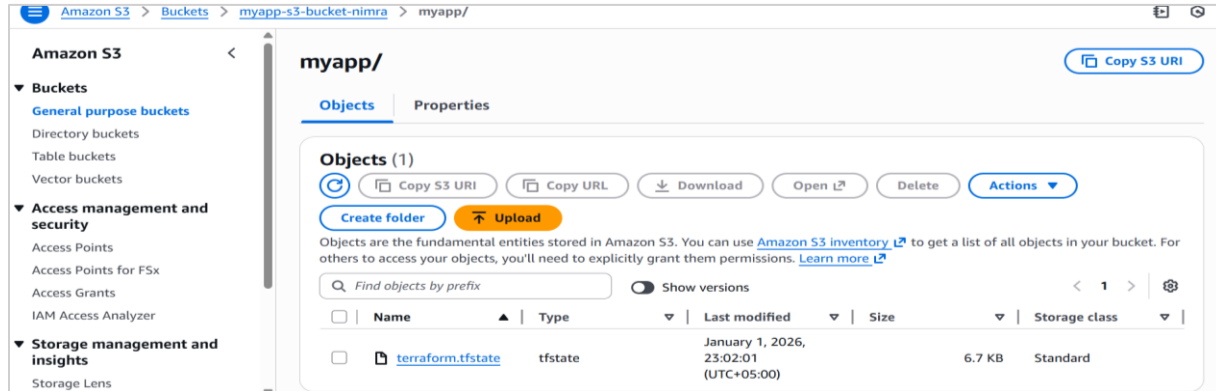 Amazon S3 > Buckets > myapp-s3-bucket-nimra > myapp/
Amazon S3
Buckets
General purpose buckets
Directory buckets
Table buckets
Vector buckets
Access management and
security
Access Points
Access Points for FSx
Access Grants
IAM Access Analyzer
Storage management and
insights
Storage Lens
myapp/
Copy S3 URI
Objects Properties
Objects (1)
Copy S3 URI Copy URL Download Open Delete Actions
Create folder Upload
Objects are the fundamental entities stored in Amazon S3. You can use Amazon S3 inventory to get a list of all objects in your bucket. For
others to access your objects, you'll need to explicitly grant them permissions. Learn more
Find objects by prefix Show versions < 1 >
Name Type Last modified Size Storage class
January 1, 2026,
terraform.tfstate tfstate 23:02:01 6.7 KB Standard
(UTC+05:00)